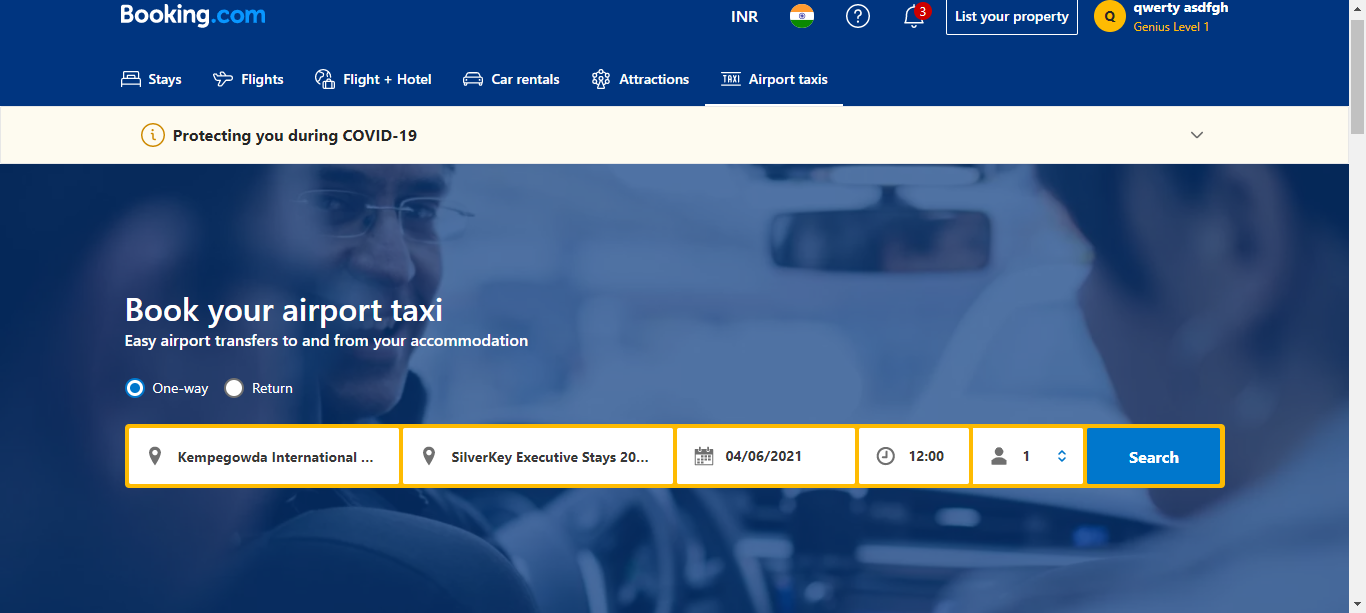 Booking.com
INR
?
3
List your property
Q
qwerty asdfgh
Genius Level 1
Stays
Flights
Flight + Hotel
Car rentals
Attractions
TAXI
Airport taxis
i
Protecting you during COVID-19
Book your airport taxi
Easy airport transfers to and from your accommodation
One-way
Return
Kempegowda International ...
SilverKey Executive Stays 20...
04/06/2021
12:00
1
Search